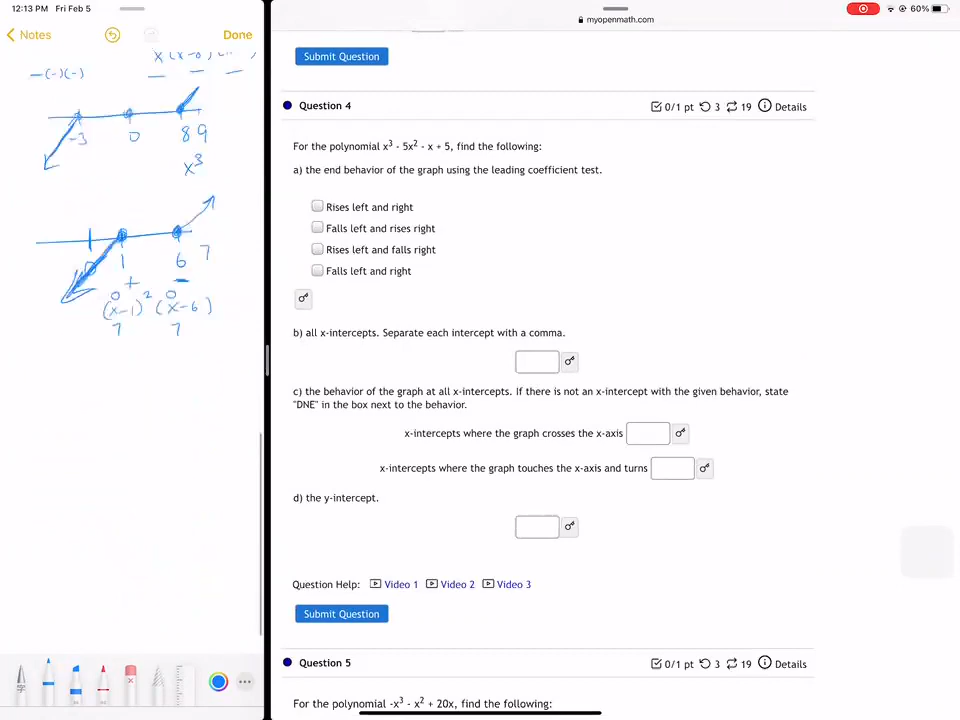 12:13 PM Fri Feb 5
60%
myopenmath.com
Notes
Done
-(-)(-)
-3 0 8 9
x³
1 6 7
+ -
0 0
(x-1)² (x-6)
7 7
Submit Question
Question 4
0/1 pt 3 19 Details
For the polynomial x³ - 5x² - x + 5, find the following:
a) the end behavior of the graph using the leading coefficient test.
Rises left and right
Falls left and rises right
Rises left and falls right
Falls left and right
b) all x-intercepts. Separate each intercept with a comma.
c) the behavior of the graph at all x-intercepts. If there is not an x-intercept with the given behavior, state
"DNE" in the box next to the behavior.
x-intercepts where the graph crosses the x-axis
x-intercepts where the graph touches the x-axis and turns
d) the y-intercept.
Question Help: Video 1 Video 2 Video 3
Submit Question
Question 5
0/1 pt 3 19 Details
For the polynomial -x³ - x² + 20x, find the following: